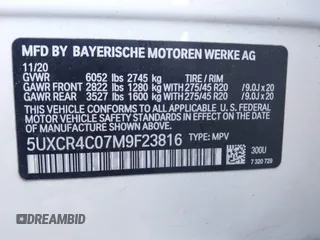 MFD BY BAYERISCHE MOTOREN WERKE AG
11/20
GVWR 6052 lbs 2745 kg TIRE / RIM
GAWR FRONT 2822 lbs 1280 kg 275/45 R20 / 9.0J x 20
GAWR REAR 3527 lbs 1600 kg 275/45 R20 / 9.0J x 20
THIS VEHICLE CONFORMS TO ALL APPLICABLE U.S. FEDERAL
MOTOR VEHICLE SAFETY STANDARDS IN EFFECT ON THE
DATE OF MANUFACTURE SHOWN ABOVE.
5UXCR4C07M9F23816 TYPE: MPV
300U
7 320 729
AUTOHELPERBOT.COM